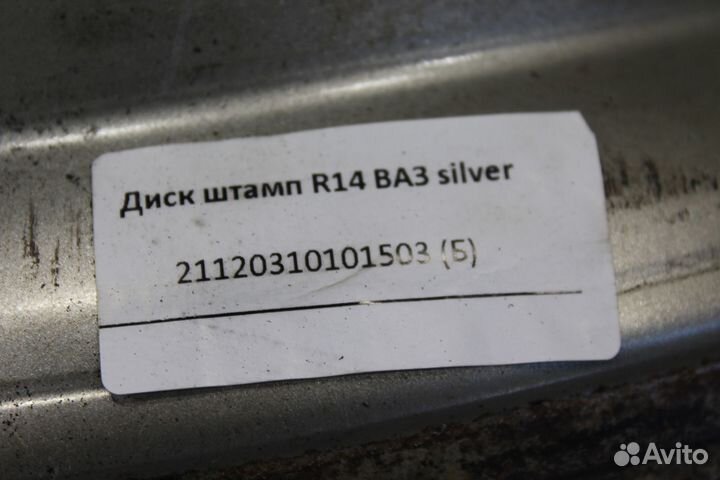 Диск штамп R14 ВАЗ silver
21120310101503 (Б)
Avito